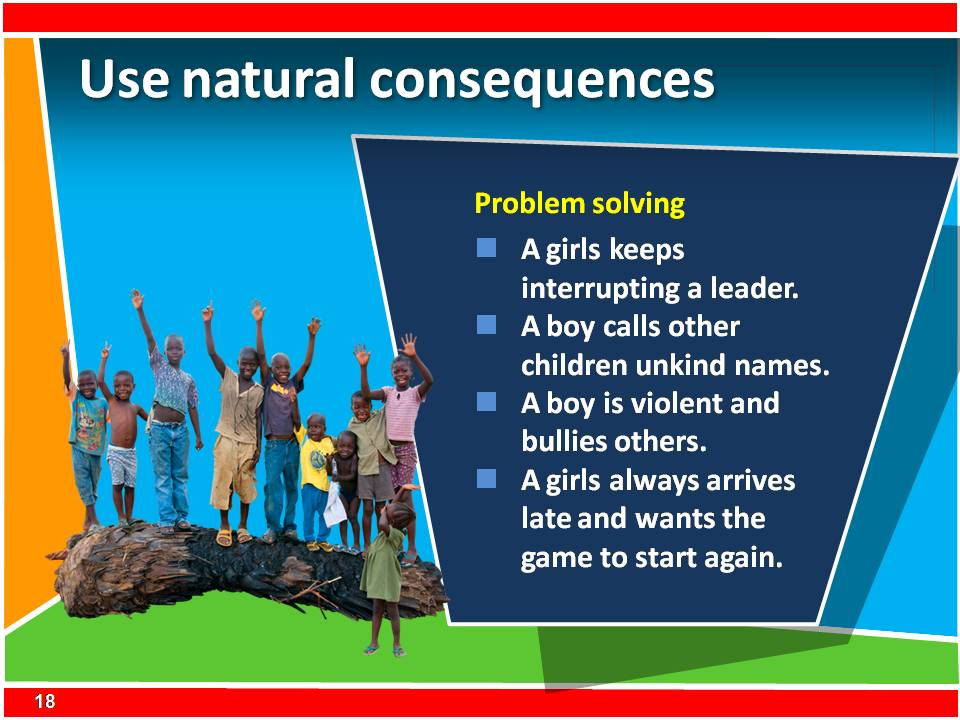 Use natural consequences
Problem solving
A girls keeps
interrupting a leader.
A boy calls other
children unkind names.
A boy is violent and
bullies others.
A girls always arrives
late and wants the
game to start again.
18